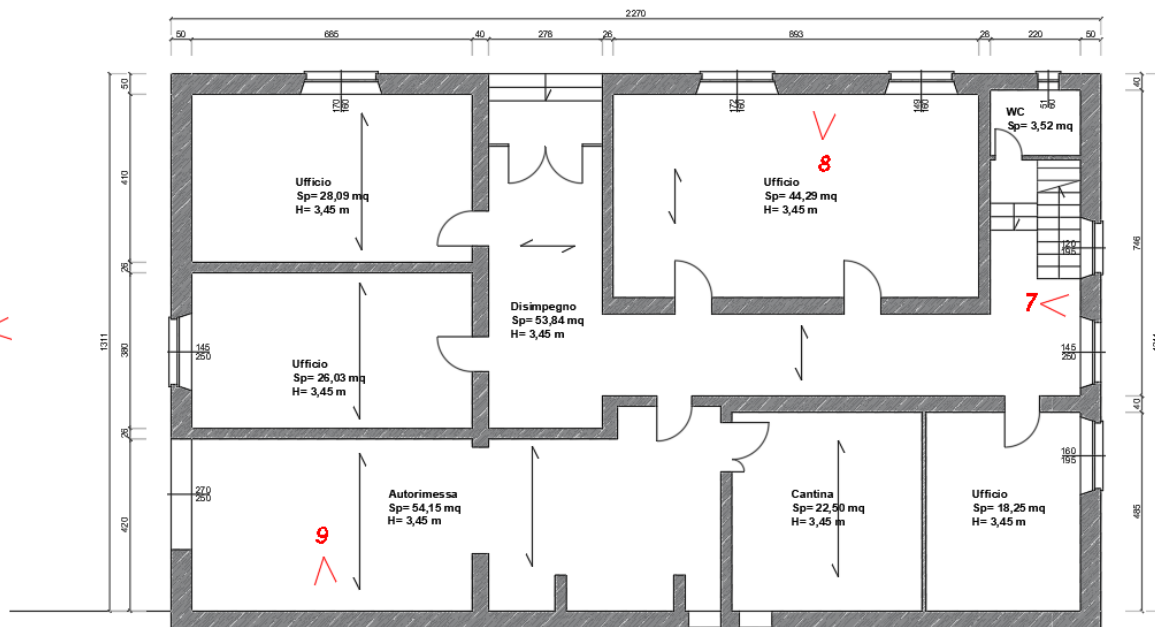 2270
50 685 40 278 26 893 26 220 50
50
410
26
380
26
420
1311
40
746
40
485
170
160
172
160
149
160
51
60
WC
Sp= 3,52 mq
8
Ufficio
Sp= 28,09 mq
H= 3,45 m
Ufficio
Sp= 44,29 mq
H= 3,45 m
120
195
7
Disimpegno
Sp= 53,84 mq
H= 3,45 m
145
250
145
250
Ufficio
Sp= 26,03 mq
H= 3,45 m
160
195
270
250
Autorimessa
Sp= 54,15 mq
H= 3,45 m
Cantina
Sp= 22,50 mq
H= 3,45 m
Ufficio
Sp= 18,25 mq
H= 3,45 m
9